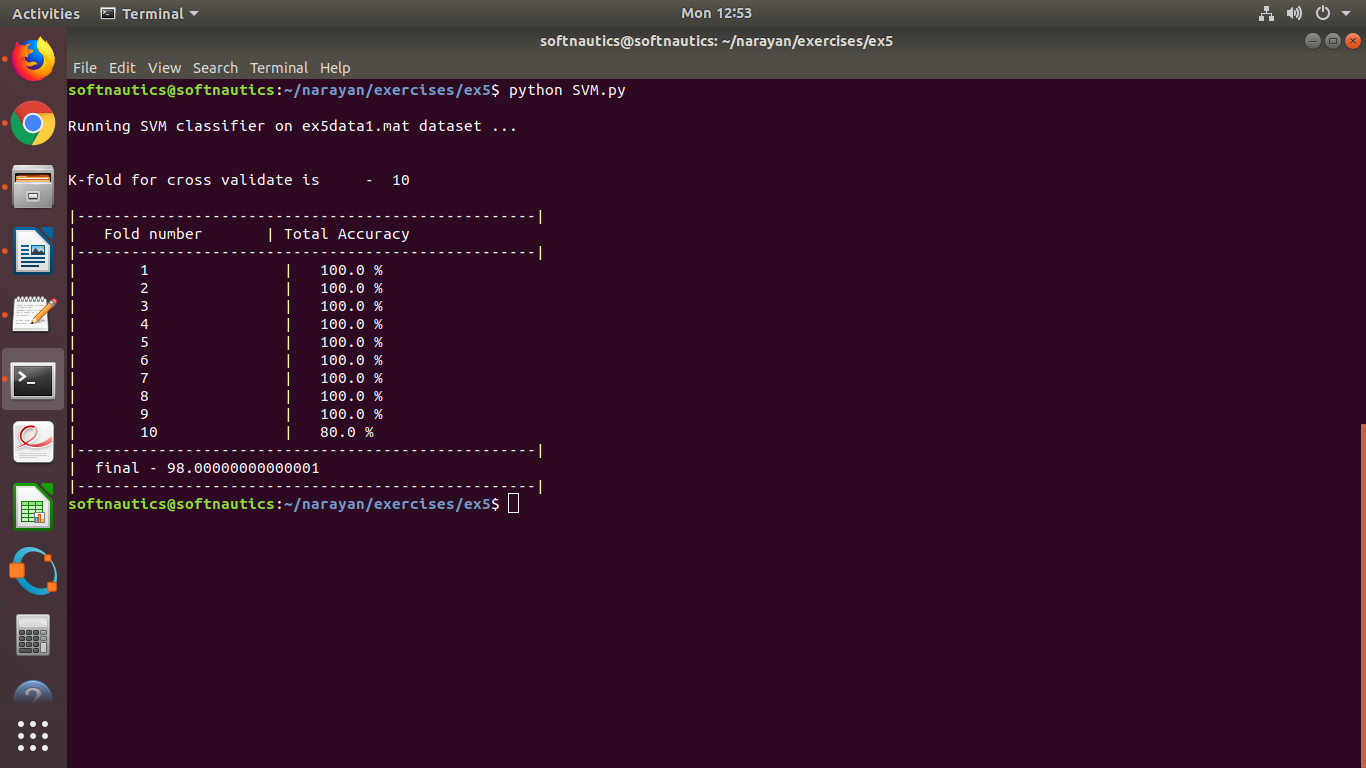 Activities Terminal Mon 12:53
softnautics@softnautics: ~/narayan/exercises/ex5
File Edit View Search Terminal Help
softnautics@softnautics:~/narayan/exercises/ex5$ python SVM.py
Running SVM classifier on ex5data1.mat dataset ...
K-fold for cross validate is     -  10
|---------------------------------------------------|
|   Fold number       | Total Accuracy
|---------------------------------------------------|
|       1               |   100.0 %
|       2               |   100.0 %
|       3               |   100.0 %
|       4               |   100.0 %
|       5               |   100.0 %
|       6               |   100.0 %
|       7               |   100.0 %
|       8               |   100.0 %
|       9               |   100.0 %
|       10              |   80.0 %
|---------------------------------------------------|
|  final - 98.00000000000001
|---------------------------------------------------|
softnautics@softnautics:~/narayan/exercises/ex5$